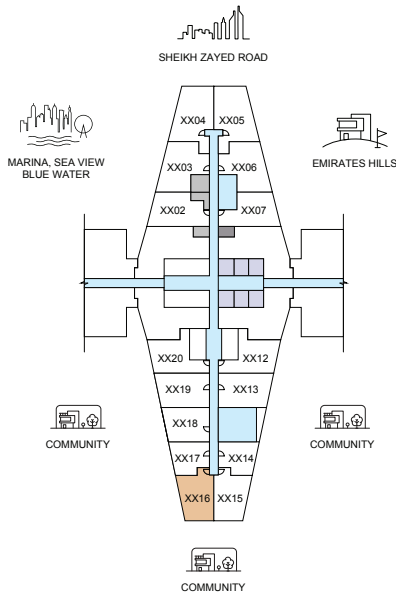 SHEIKH ZAYED ROAD
XX04
XX05
MARINA, SEA VIEW
BLUE WATER
EMIRATES HILLS
XX03
XX06
XX02
XX07
XX20
XX12
XX19
XX13
XX18
COMMUNITY
COMMUNITY
XX17
XX14
XX16
XX15
COMMUNITY